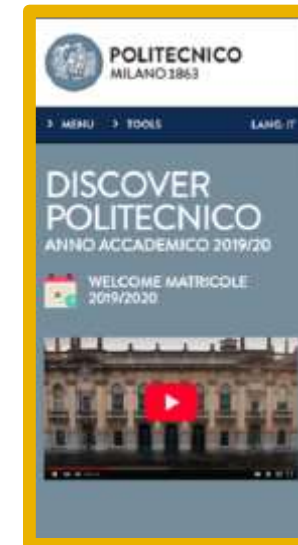 POLITECNICO
MILANO 1863
> MENU > TOOLS LANG: IT
DISCOVER
POLITECNICO
ANNO ACCADEMICO 2019/20
WELCOME MATRICOLE
2019/2020